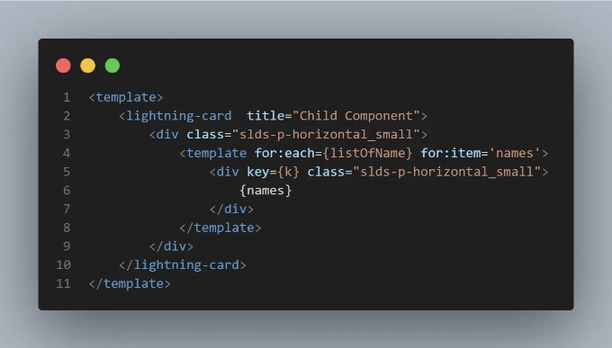 1 <template>
2     <lightning-card  title="Child Component">
3         <div class="slds-p-horizontal_small">
4             <template for:each={listOfName} for:item='names'>
5                 <div key={k} class="slds-p-horizontal_small">
6                     {names}
7                 </div>
8             </template>
9         </div>
10     </lightning-card>
11 </template>